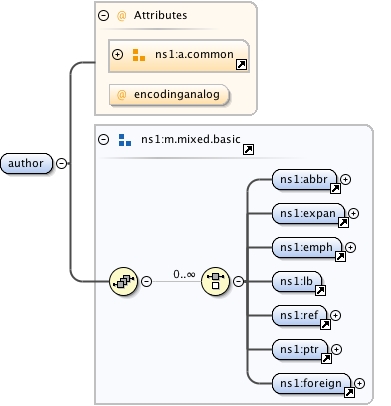 @ Attributes
ns1:a.common
@ encodinganalog
ns1:m.mixed.basic
author
ns1:abbr
ns1:expan
ns1:emph
0..∞
ns1:lb
ns1:ref
ns1:ptr
ns1:foreign